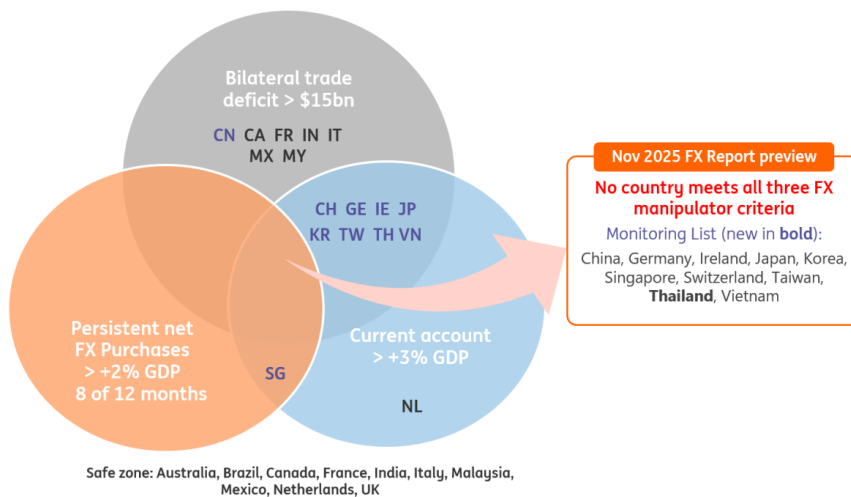 Bilateral trade
deficit > $15bn
CN CA FR IN IT
MX MY
CH GE IE JP
KR TW TH VN
Persistent net
FX Purchases
> +2% GDP
8 of 12 months
SG
Current account
> +3% GDP
NL
Nov 2025 FX Report preview
No country meets all three FX
manipulator criteria
Monitoring List (new in bold):
China, Germany, Ireland, Japan, Korea,
Singapore, Switzerland, Taiwan,
Thailand, Vietnam
Safe zone: Australia, Brazil, Canada, France, India, Italy, Malaysia,
Mexico, Netherlands, UK